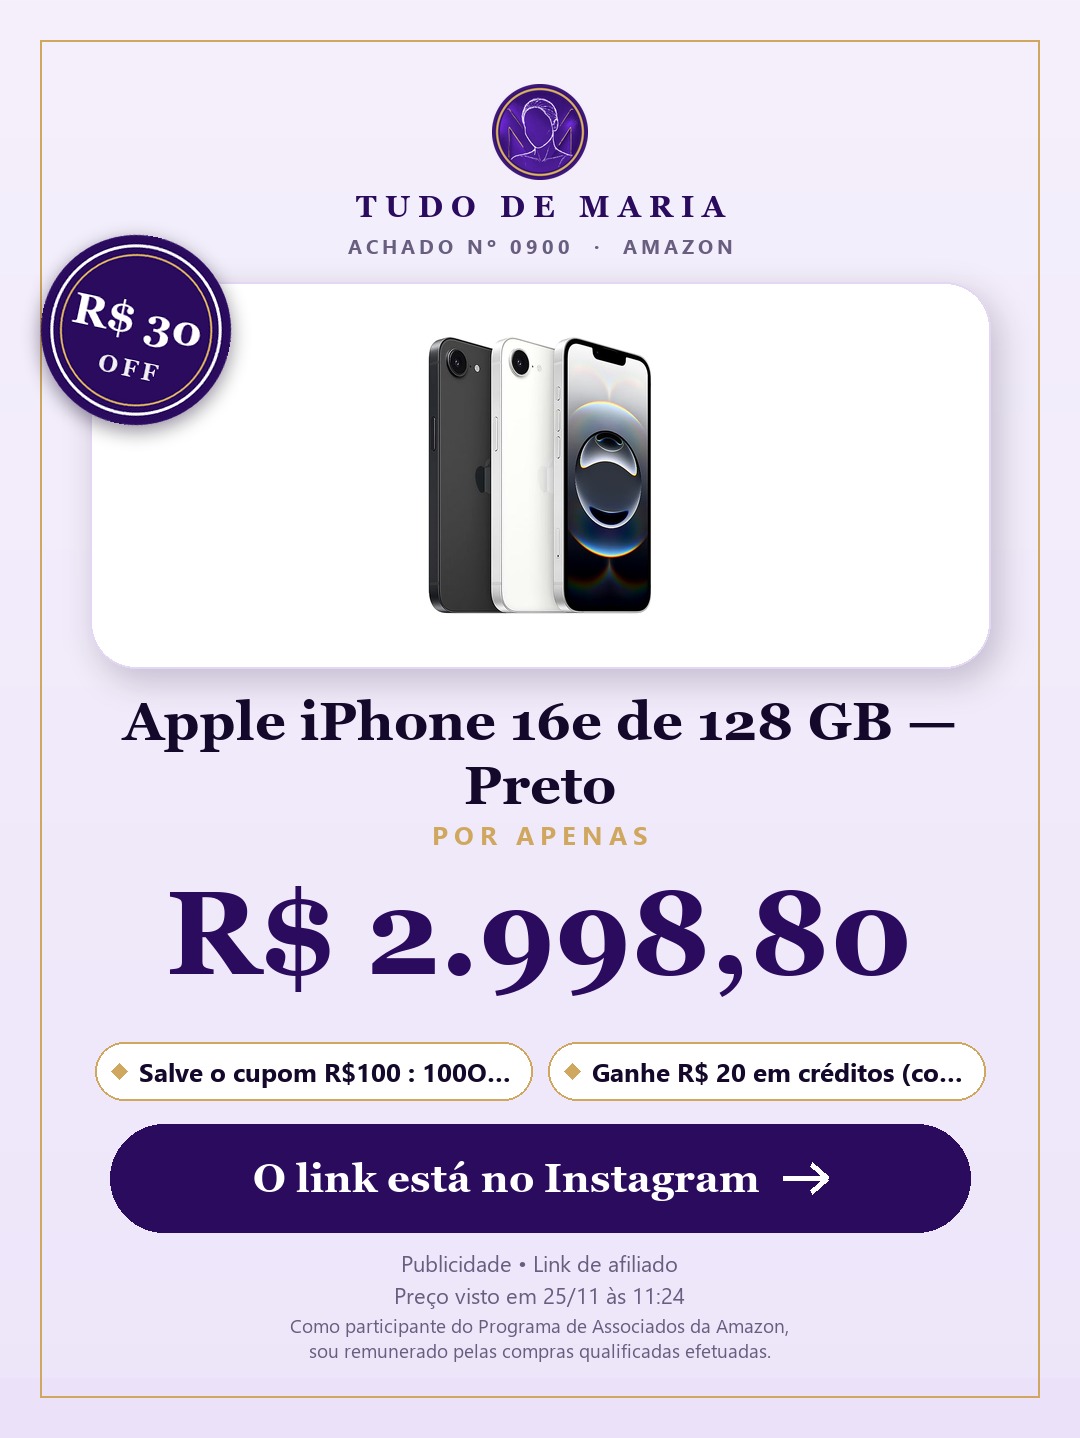 TUDO DE MARIA
ACHADO Nº 0900 · AMAZON
R$ 30
OFF
Apple iPhone 16e de 128 GB —
Preto
POR APENAS
R$ 2.998,80
Salve o cupom R$100 : 100O...
Ganhe R$ 20 em créditos (co...
O link está no Instagram →
Publicidade • Link de afiliado
Preço visto em 25/11 às 11:24
Como participante do Programa de Associados da Amazon,
sou remunerado pelas compras qualificadas efetuadas.